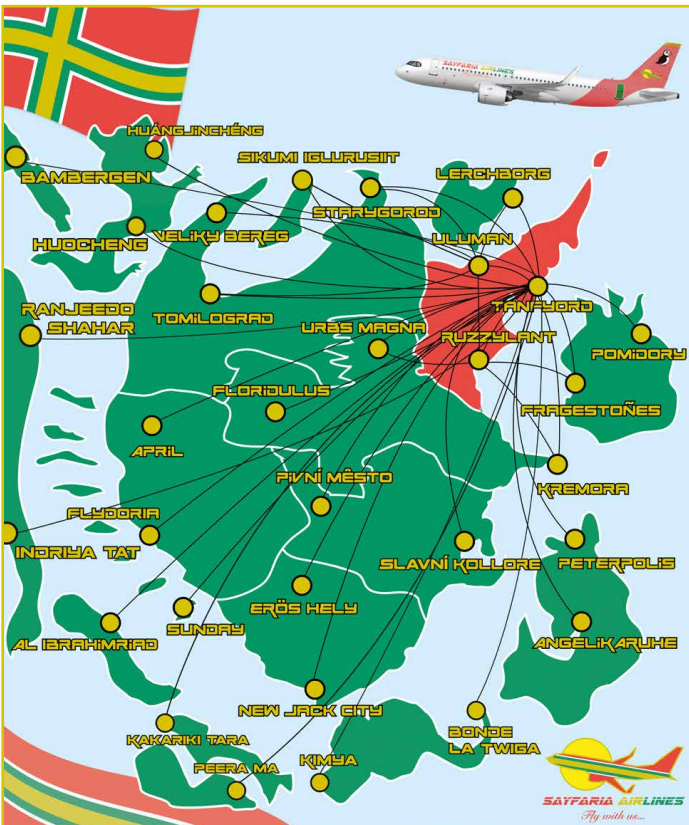 SAYFARIA AIRLINES
HUÁNGJINCHÉNG
SIKUMI IGLURUSIIT
LERCHBORG
BAMBERGEN
STARYGOROD
HUOCHENG
VELIKY BEREG
ULUMAN
TANFYORD
RANJEEDO
SHAHAR
TOMILOGRAD
URBS MAGNA
RUZZYLANT
POMIDORY
FLORIDULUS
FRAGESTOÑES
APRIL
PIVNÍ MĚSTO
KREMORA
FLYDORIA
INDRIYA TAT
SLAVNÍ KOLLORE
PETERPOLIS
ERÖS HELY
SUNDAY
AL IBRAHIMRIAD
ANGELIKARUHE
NEW JACK CITY
KAKARIKI TARA
BONDE
LA TWIGA
PEERA MA
KIMYA
SAYFARIA AIRLINES
Fly with us...